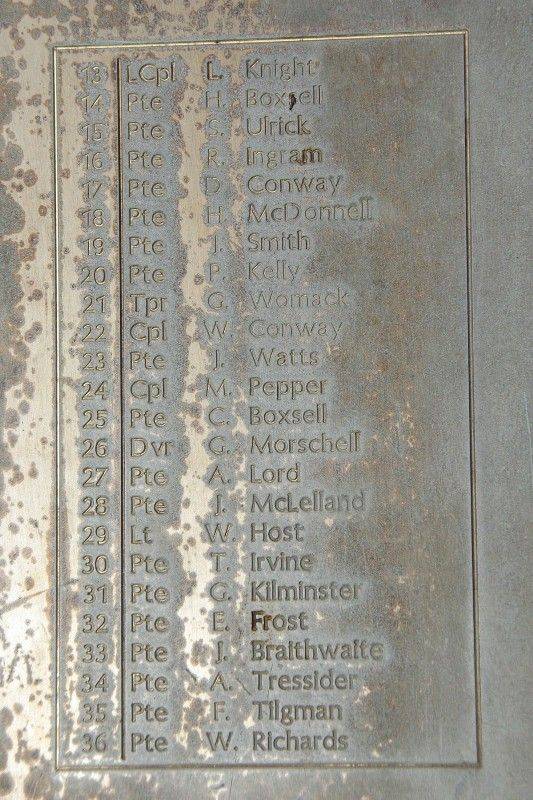 13 LCpl L. Knight
14 Pte H. Boxsell
15 Pte S. Ulrick
16 Pte R. Ingram
17 Pte D. Conway
18 Pte H. McDonnell
19 Pte J. Smith
20 Pte P. Kelly
21 Tpr G. Womack
22 Cpl W. Conway
23 Pte J. Watts
24 Cpl M. Pepper
25 Pte C. Boxsell
26 Dvr G. Morschell
27 Pte A. Lord
28 Pte J. McLelland
29 Lt W. Host
30 Pte T. Irvine
31 Pte G. Kilminster
32 Pte E. Frost
33 Pte J. Braithwaite
34 Pte A. Tressider
35 Pte F. Tilgman
36 Pte W. Richards